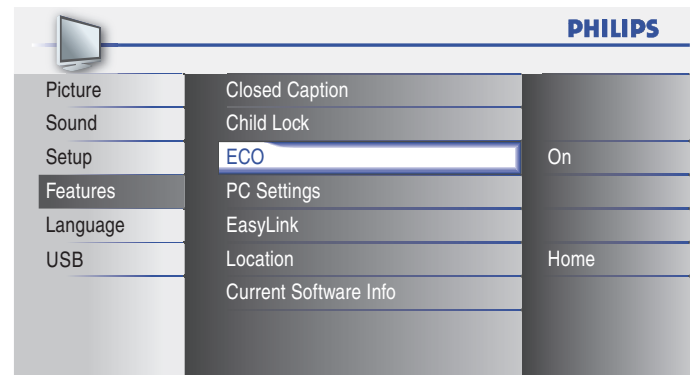 PHILIPS
Picture
Sound
Setup
Features
Language
USB
Closed Caption
Child Lock
ECO
PC Settings
EasyLink
Location
Current Software Info
On
Home